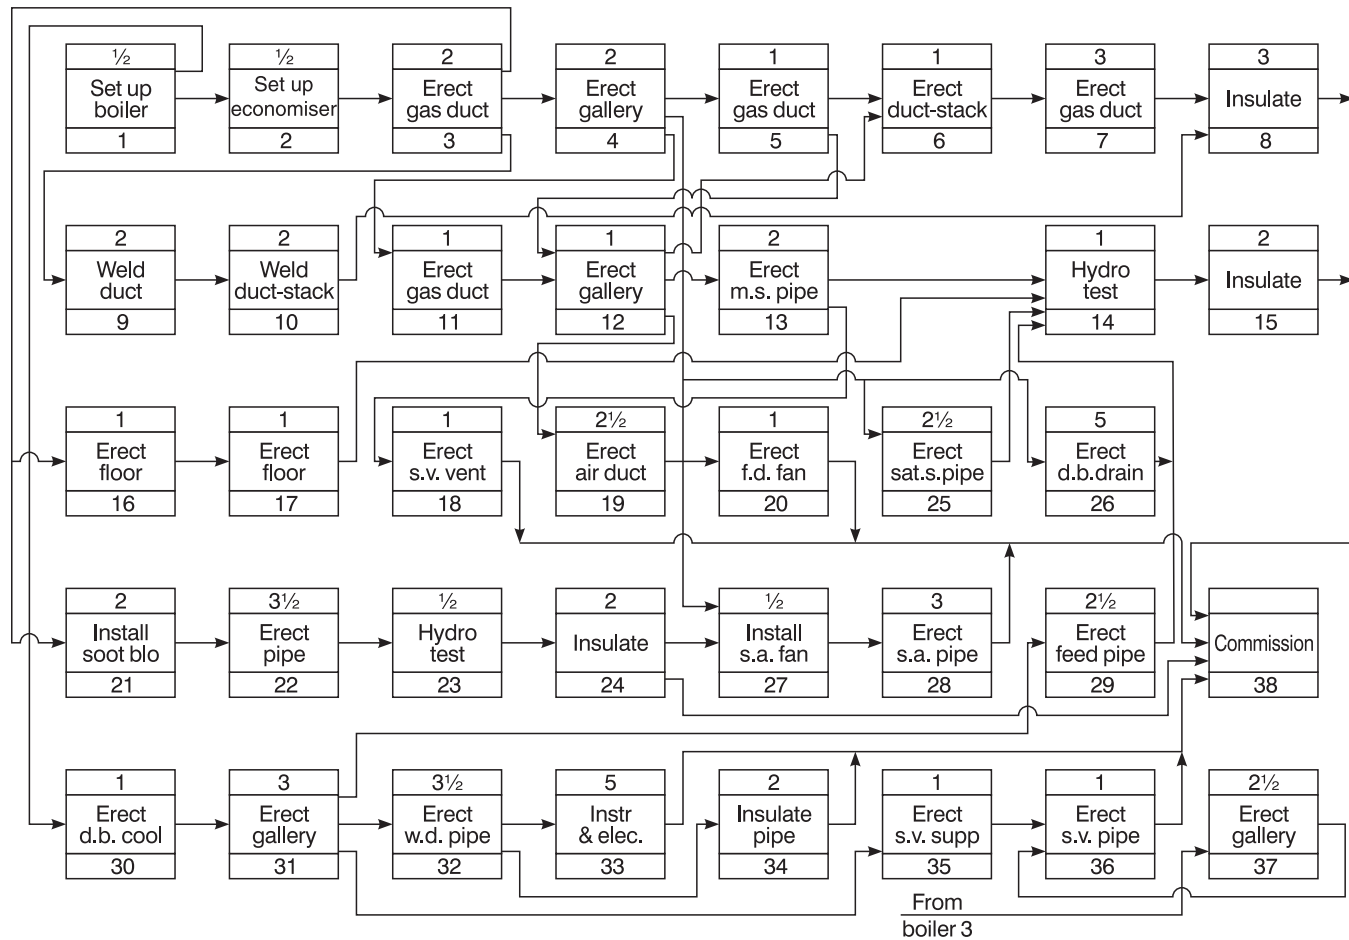 ½
Set up
boiler
1
½
Set up
economiser
2
2
Erect
gas duct
3
2
Erect
gallery
4
1
Erect
gas duct
5
1
Erect
duct-stack
6
3
Erect
gas duct
7
3
Insulate
8
2
Weld
duct
9
2
Weld
duct-stack
10
1
Erect
gas duct
11
1
Erect
gallery
12
2
Erect
m.s. pipe
13
1
Hydro
test
14
2
Insulate
15
1
Erect
floor
16
1
Erect
floor
17
1
Erect
s.v. vent
18
2½
Erect
air duct
19
1
Erect
f.d. fan
20
2½
Erect
sat.s.pipe
25
5
Erect
d.b.drain
26
2
Install
soot blo
21
3½
Erect
pipe
22
½
Hydro
test
23
2
Insulate
24
½
Install
s.a. fan
27
3
Erect
s.a. pipe
28
2½
Erect
feed pipe
29
Commission
38
1
Erect
d.b. cool
30
3
Erect
gallery
31
3½
Erect
w.d. pipe
32
5
Instr
& elec.
33
2
Insulate
pipe
34
1
Erect
s.v. supp
35
1
Erect
s.v. pipe
36
2½
Erect
gallery
37
From
boiler 3